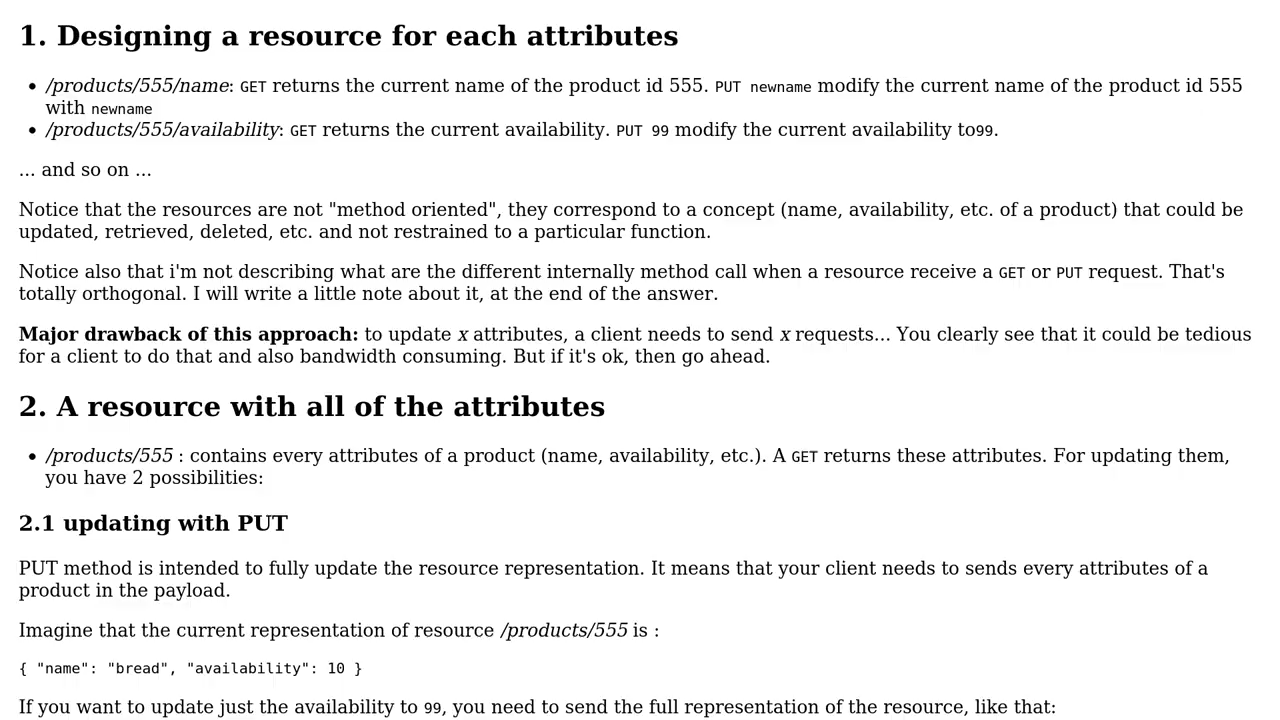 1. Designing a resource for each attributes
• /products/555/name: GET returns the current name of the product id 555. PUT newname modify the current name of the product id 555
with newname
• /products/555/availability: GET returns the current availability. PUT 99 modify the current availability to99.
... and so on ...
Notice that the resources are not "method oriented", they correspond to a concept (name, availability, etc. of a product) that could be
updated, retrieved, deleted, etc. and not restrained to a particular function.
Notice also that i'm not describing what are the different internally method call when a resource receive a GET or PUT request. That's
totally orthogonal. I will write a little note about it, at the end of the answer.
Major drawback of this approach: to update x attributes, a client needs to send x requests... You clearly see that it could be tedious
for a client to do that and also bandwidth consuming. But if it's ok, then go ahead.
2. A resource with all of the attributes
• /products/555 : contains every attributes of a product (name, availability, etc.). A GET returns these attributes. For updating them,
you have 2 possibilities:
2.1 updating with PUT
PUT method is intended to fully update the resource representation. It means that your client needs to sends every attributes of a
product in the payload.
Imagine that the current representation of resource /products/555 is :
{ "name": "bread", "availability": 10 }
If you want to update just the availability to 99, you need to send the full representation of the resource, like that: